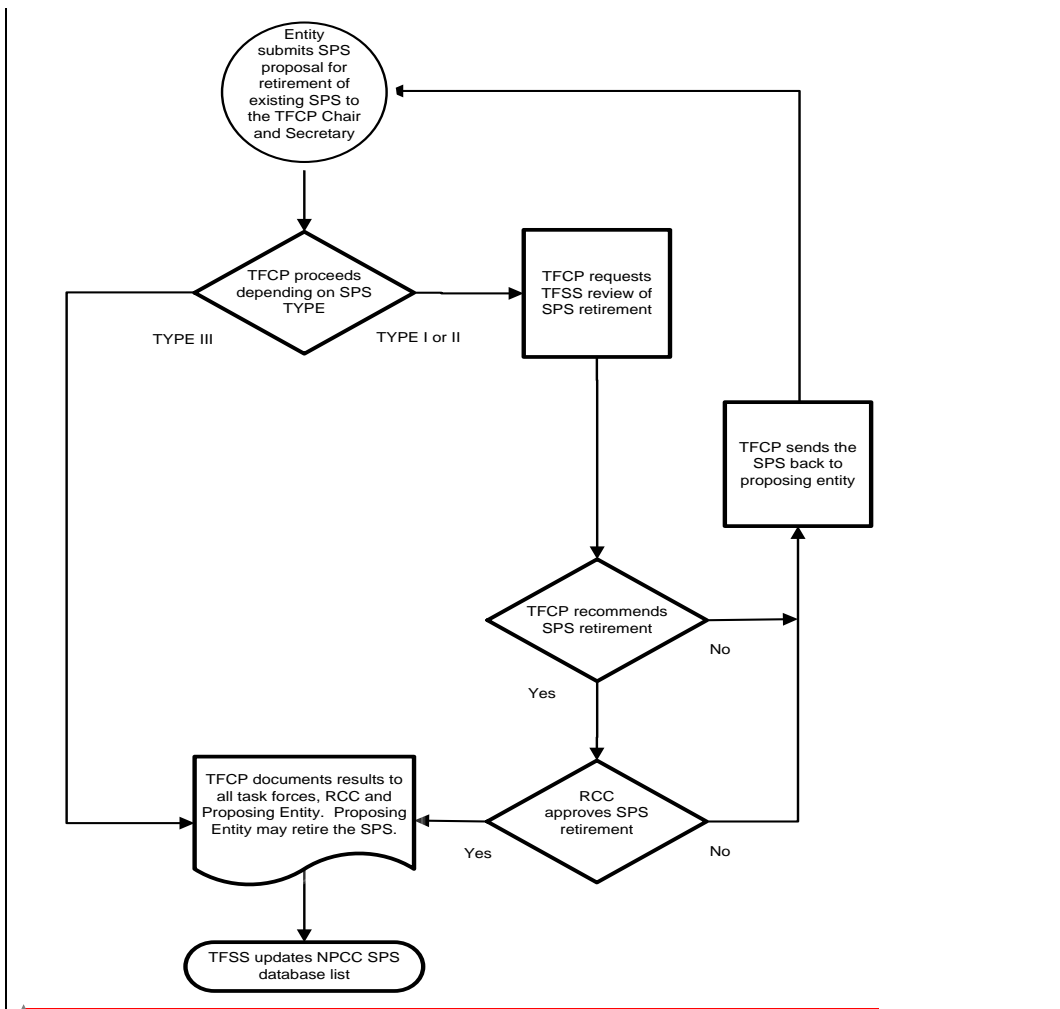 Entity
submits SPS
proposal for
retirement of
existing SPS to
the TFCP Chair
and Secretary
TFCP proceeds
depending on SPS
TYPE
TYPE III
TYPE I or II
TFCP requests
TFSS review of
SPS retirement
TFCP sends the
SPS back to
proposing entity
TFCP recommends
SPS retirement
No
Yes
RCC
approves SPS
retirement
No
Yes
TFCP documents results to
all task forces, RCC and
Proposing Entity.  Proposing
Entity may retire the SPS.
TFSS updates NPCC SPS
database list